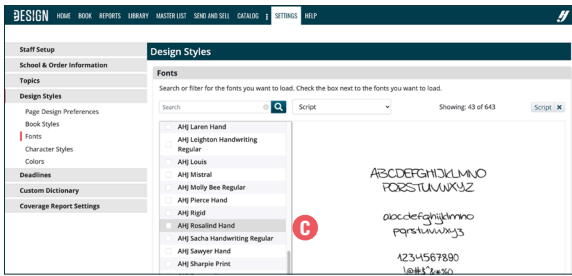 DESIGN HOME BOOK REPORTS LIBRARY MASTER LIST SEND AND SELL CATALOG SETTINGS HELP
Staff Setup
School & Order Information
Topics
Design Styles
Page Design Preferences
Book Styles
Fonts
Character Styles
Colors
Deadlines
Custom Dictionary
Coverage Report Settings
Design Styles
Fonts
Search or filter for the fonts you want to load. Check the box next to the fonts you want to load.
Search
Script
Showing: 43 of 643
Script ×
AHJ Laren Hand
AHJ Leighton Handwriting
Regular
AHJ Louis
AHJ Mistral
AHJ Molly Bee Regular
AHJ Pierce Hand
AHJ Rigid
AHJ Rosalind Hand
AHJ Sacha Handwriting Regular
AHJ Sawyer Hand
AHJ Sharpie Print
C
ABCDEFGHIJKLMNO
PQRSTUVWXYZ
abcdefghijklmno
pqrstuvwxyz
1234567890